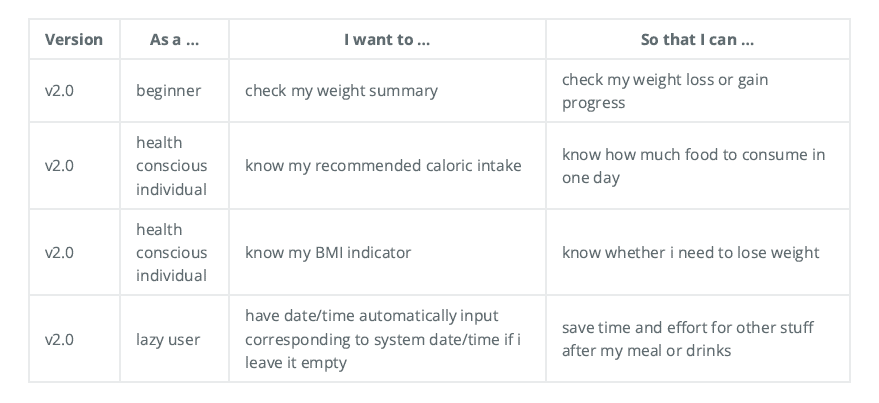 Version As a ... I want to ... So that I can ...
v2.0 beginner check my weight summary check my weight loss or gain
progress
v2.0 health
conscious
individual know my recommended caloric intake know how much food to consume in
one day
v2.0 health
conscious
individual know my BMI indicator know whether i need to lose weight
v2.0 lazy user have date/time automatically input
corresponding to system date/time if i
leave it empty save time and effort for other stuff
after my meal or drinks